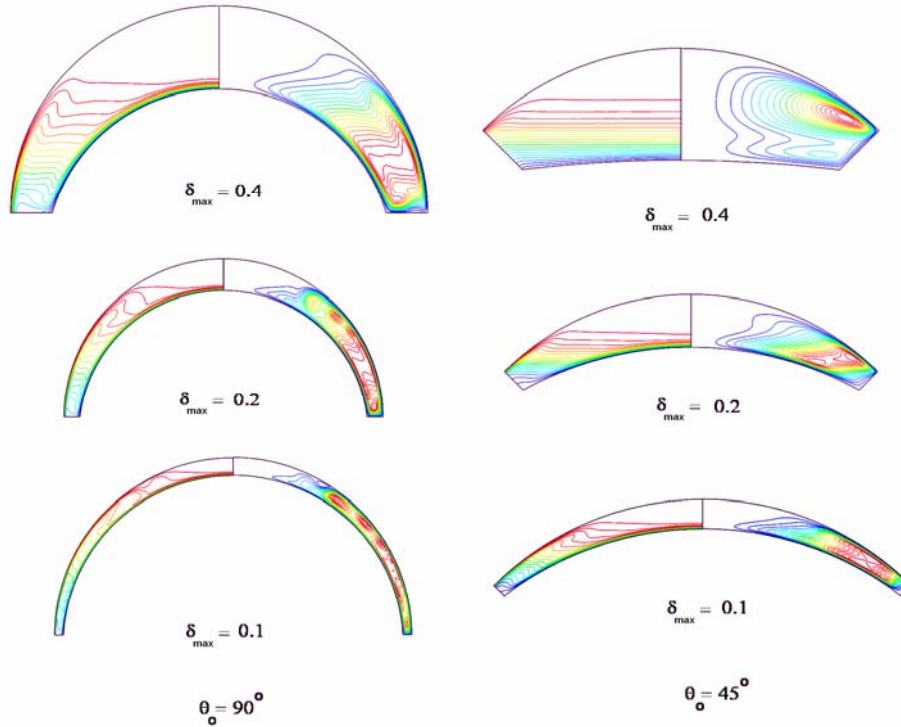 δmax = 0.4
δmax = 0.4
δmax = 0.2
δmax = 0.2
δmax = 0.1
δmax = 0.1
θo = 90°
θo = 45°